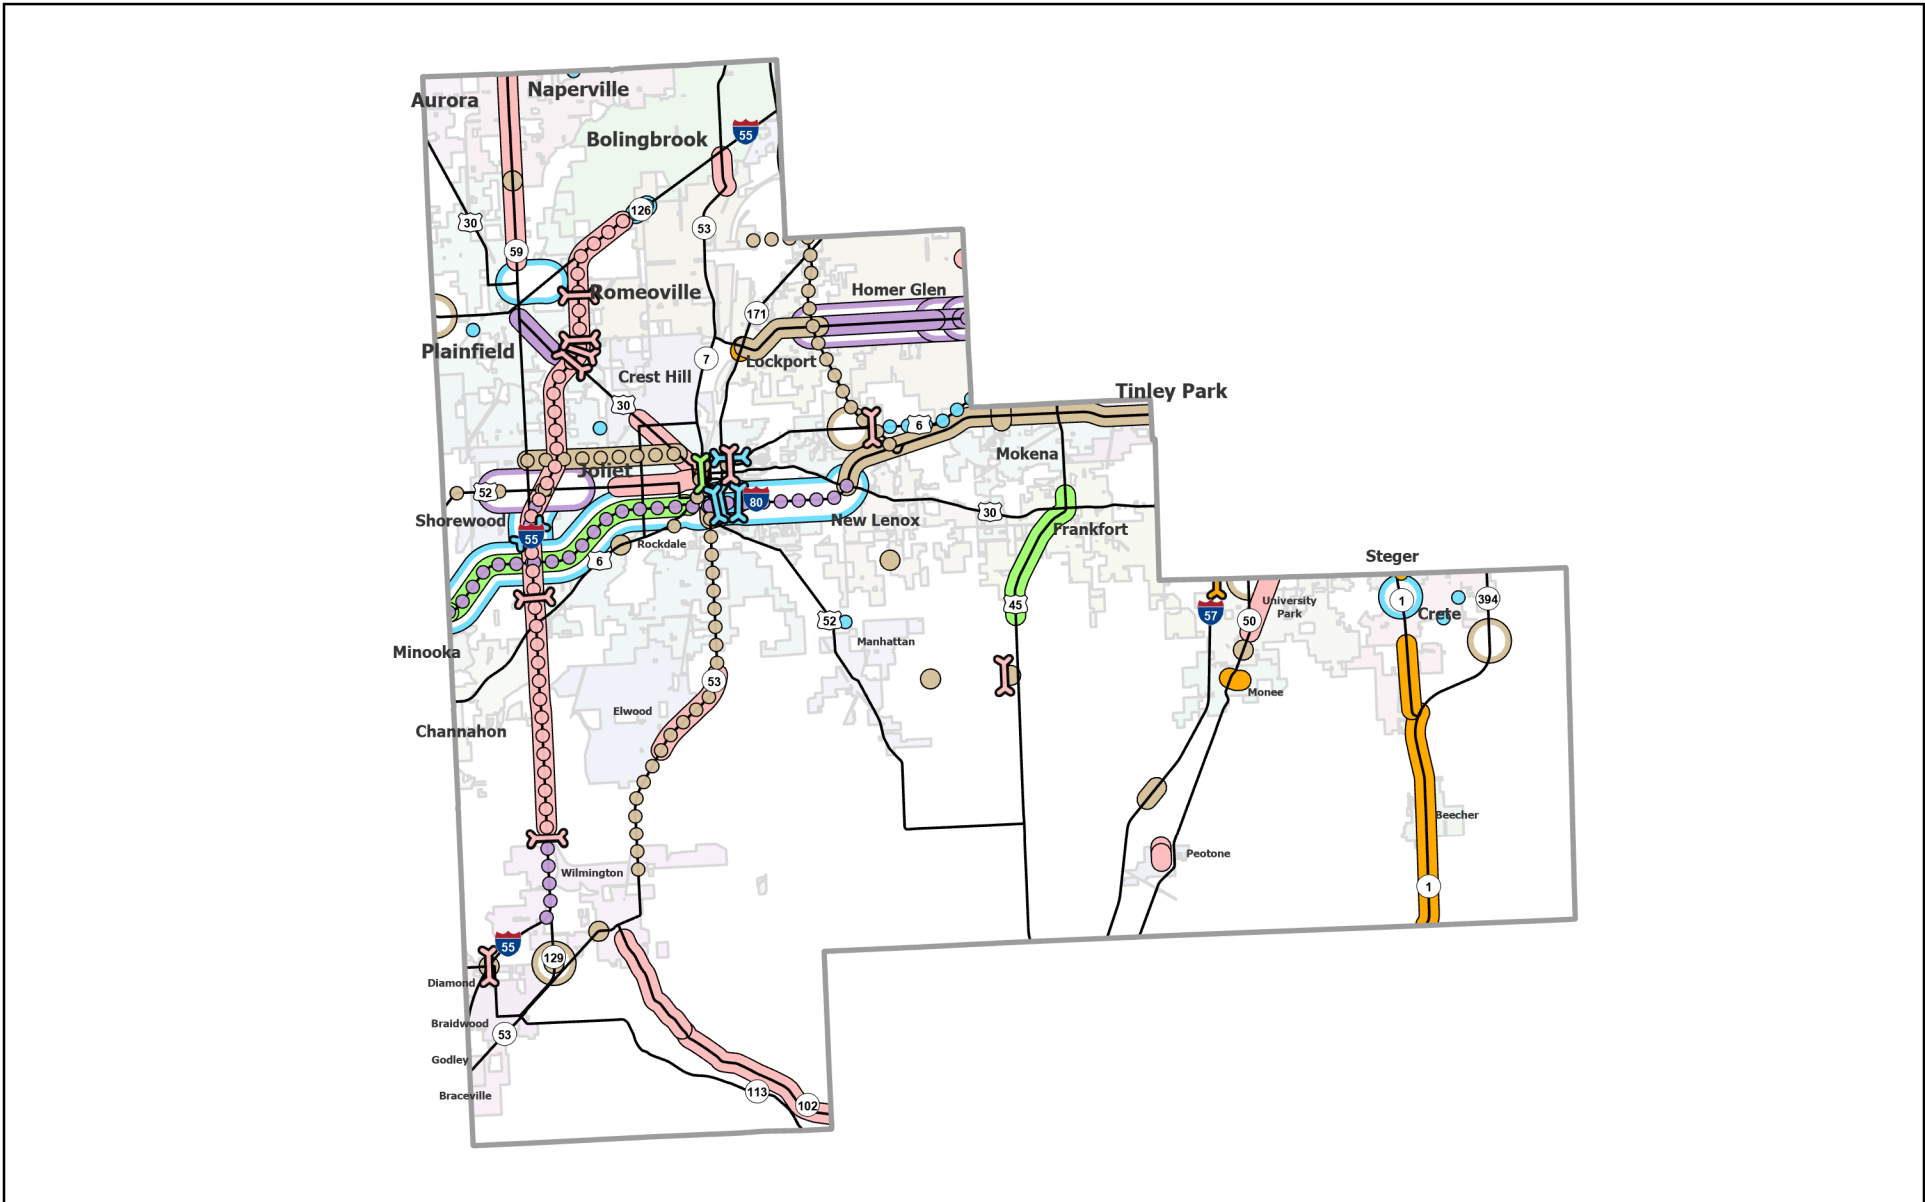 Naperville
Aurora
Bolingbrook
55
126
30
53
59
Homer Glen
Romeoville
171
Plainfield
7
Lockport
Crest Hill
Tinley Park
30
6
Mokena
Joliet
52
80
30
Shorewood
New Lenox
Frankfort
55
Rockdale
6
Steger
45
57
University
Park
50
1
394
Crete
52
Manhattan
Minooka
53
Monee
Elwood
Channahon
Beecher
Peotone
Wilmington
1
55
129
Diamond
Braidwood
53
Godley
Braceville
113
102